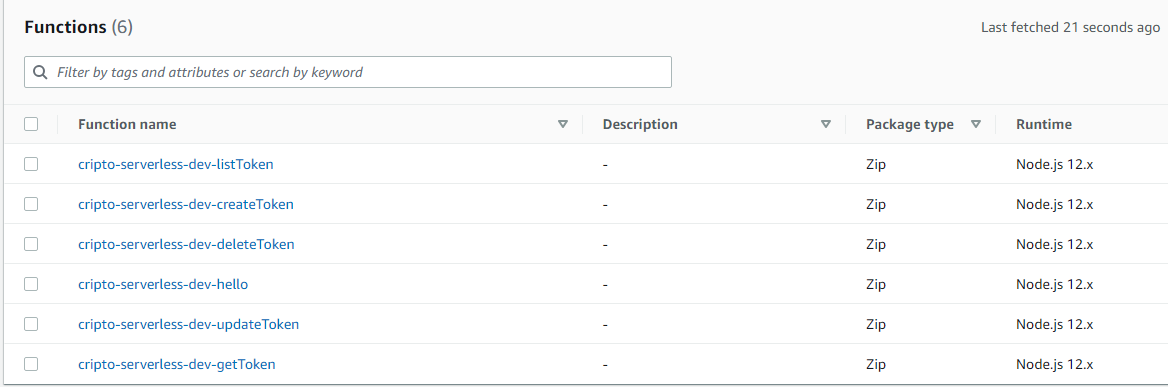 Functions (6) Last fetched 21 seconds ago
Filter by tags and attributes or search by keyword
Function name Description Package type Runtime
cripto-serverless-dev-listToken - Zip Node.js 12.x
cripto-serverless-dev-createToken - Zip Node.js 12.x
cripto-serverless-dev-deleteToken - Zip Node.js 12.x
cripto-serverless-dev-hello - Zip Node.js 12.x
cripto-serverless-dev-updateToken - Zip Node.js 12.x
cripto-serverless-dev-getToken - Zip Node.js 12.x